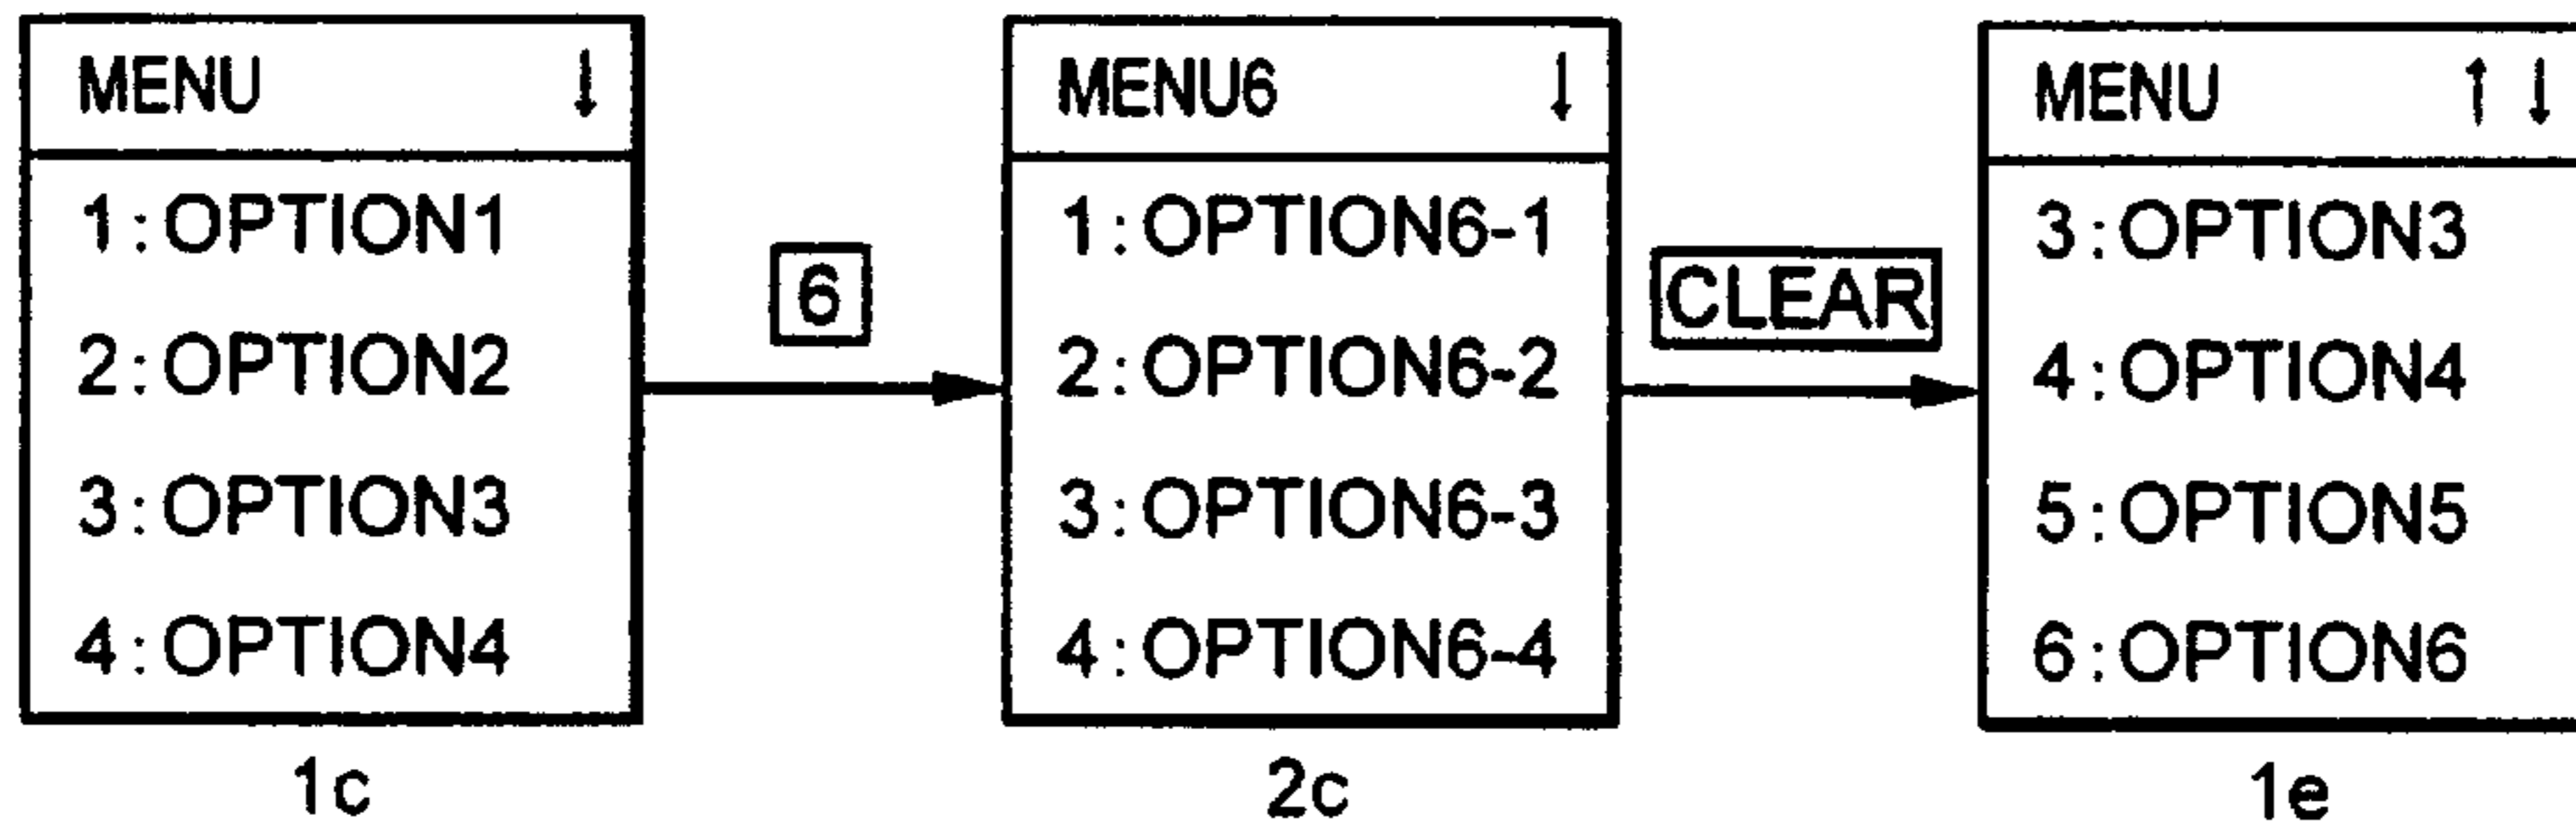 MENU ↓
1:OPTION1
2:OPTION2
3:OPTION3
4:OPTION4
1c
6
MENU6 ↓
1:OPTION6-1
2:OPTION6-2
3:OPTION6-3
4:OPTION6-4
2c
CLEAR
MENU ↑ ↓
3:OPTION3
4:OPTION4
5:OPTION5
6:OPTION6
1e